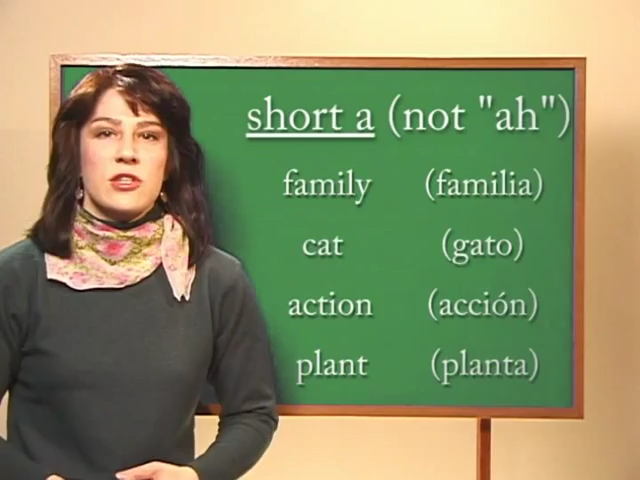 short a (not "ah")
family (familia)
cat (gato)
action (acción)
plant (planta)